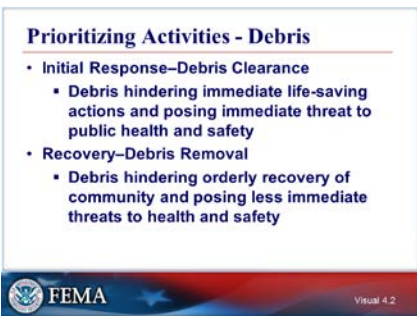 Prioritizing Activities - Debris
• Initial Response–Debris Clearance
▪ Debris hindering immediate life-saving
actions and posing immediate threat to
public health and safety
• Recovery–Debris Removal
▪ Debris hindering orderly recovery of
community and posing less immediate
threats to health and safety
FEMA
Visual 4.2